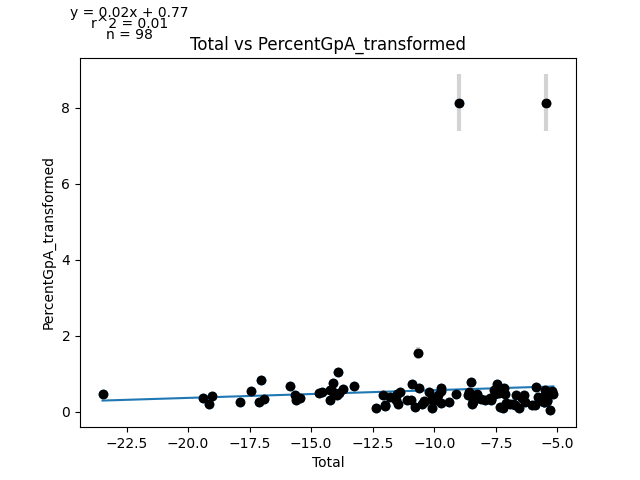 y = 0.02x + 0.77
r^2 = 0.01
n = 98
Total vs PercentGpA_transformed
PercentGpA_transformed
8
6
4
2
0
−22.5 −20.0 −17.5 −15.0 −12.5 −10.0 −7.5 −5.0
Total